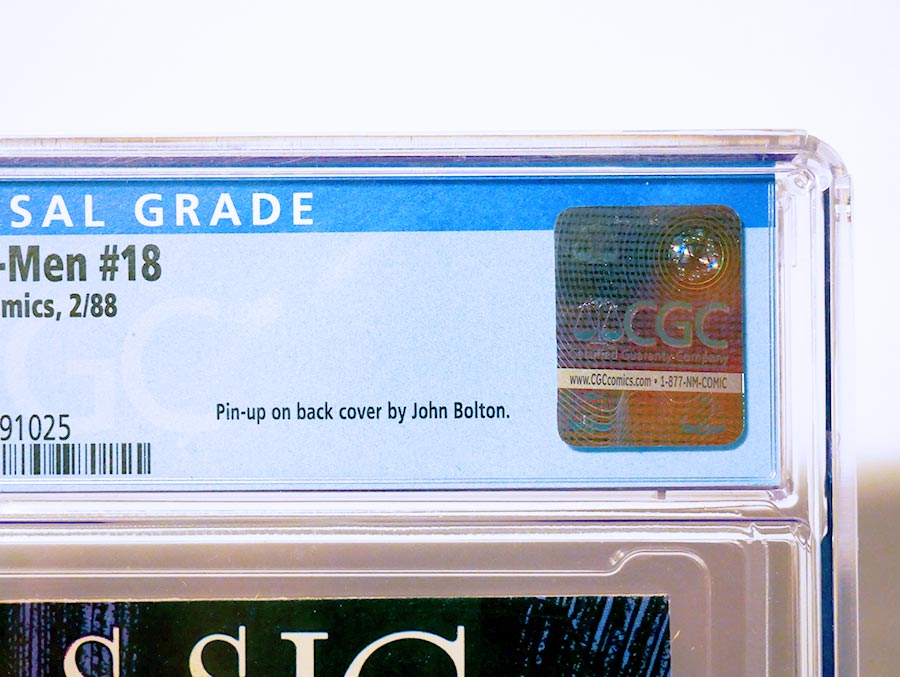 SAL GRADE
-Men #18
mics, 2/88
91025
Pin-up on back cover by John Bolton.
CGC
Certified Guaranty Company
www.CGCcomics.com • 1-877-NM-COMIC
SSIC